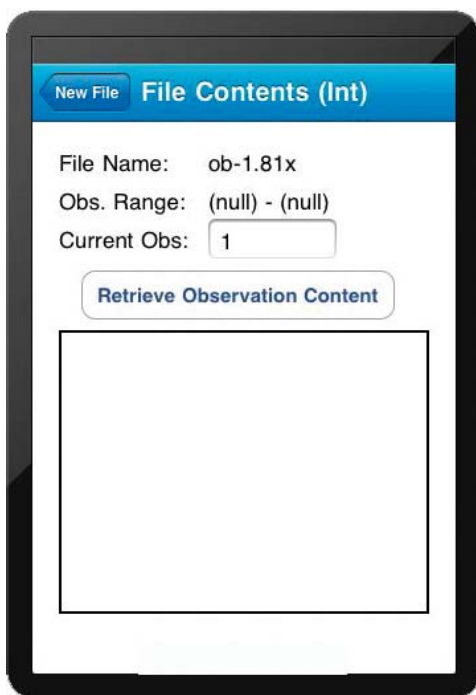 New File File Contents (Int)
File Name: ob-1.81x
Obs. Range: (null) - (null)
Current Obs: 1
Retrieve Observation Content